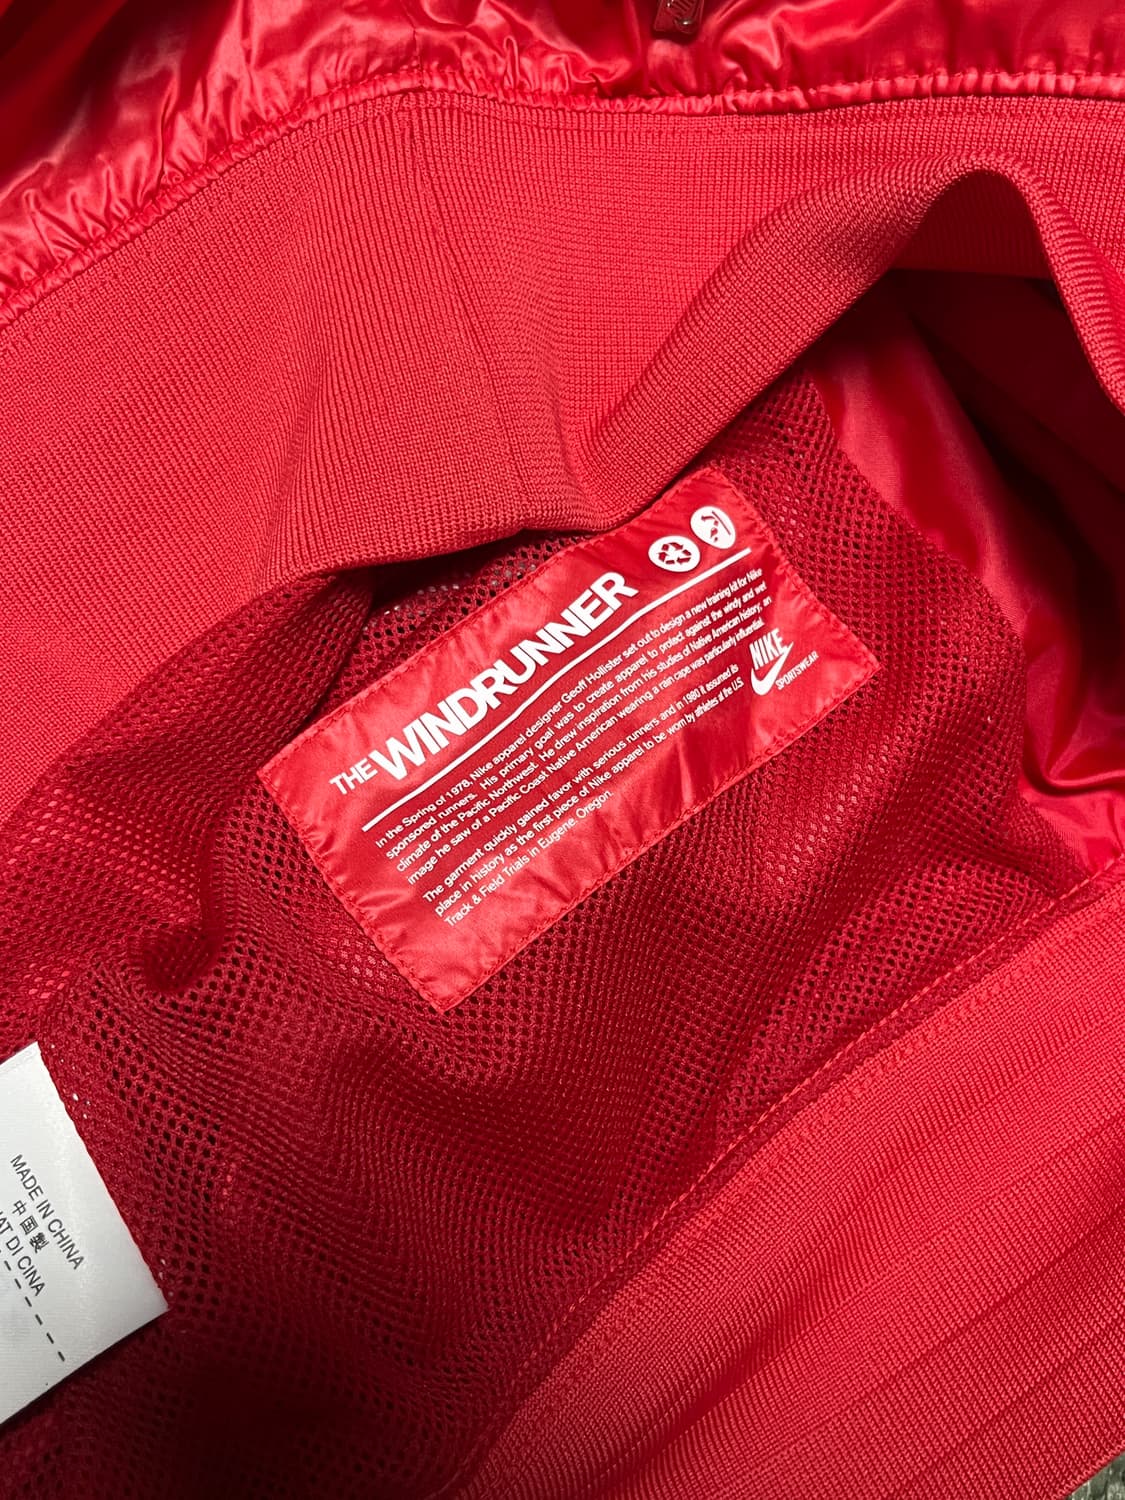 THE WINDRUNNER
In the Spring of 1978, Nike apparel designer Geoff Hollister set out to design a new training kit for Nike
sponsored runners. His primary goal was to create apparel to protect against the windy and wet
climate of the Pacific Northwest. He drew inspiration from his studies of Native American history; an
image he saw of a Pacific Coast Native American wearing a rain cape was particularly influential.
The garment quickly gained favor with serious runners and in 1980 it assumed its
place in history as the first piece of Nike apparel to be worn by athletes at the U.S.
Track & Field Trials in Eugene, Oregon.
NIKE
SPORTSWEAR
MADE IN CHINA
中国製
DI CINA